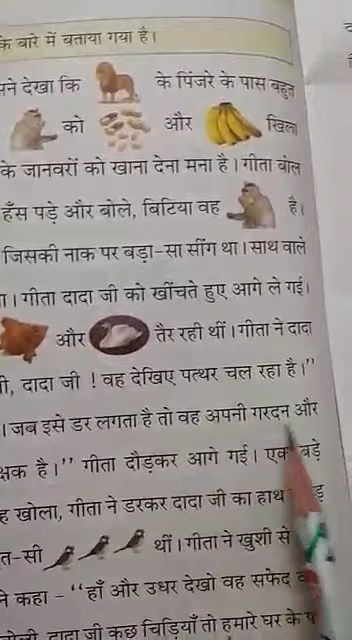 के बारे में बताया गया है।
ने देखा कि के पिंजरे के पास बहुत
को और खिला
के जानवरों को खाना देना मना है। गीता बोल
हँस पड़े और बोले, बिटिया वह है।
जिसकी नाक पर बड़ा-सा सींग था। साथ वाले
। गीता दादा जी को खींचते हुए आगे ले गई।
और तैर रही थीं। गीता ने दादा
दादा जी ! वह देखिए पत्थर चल रहा है।”
। जब इसे डर लगता है तो वह अपनी गरदन और
क्षक है।” गीता दौड़कर आगे गई। एक बड़े
खोला, गीता ने डरकर दादा जी का हाथ
त-सी थीं। गीता ने खुशी से
ने कहा - “हाँ और उधर देखो वह सफेद
दादा जी कुछ चिड़ियाँ तो हमारे घर के